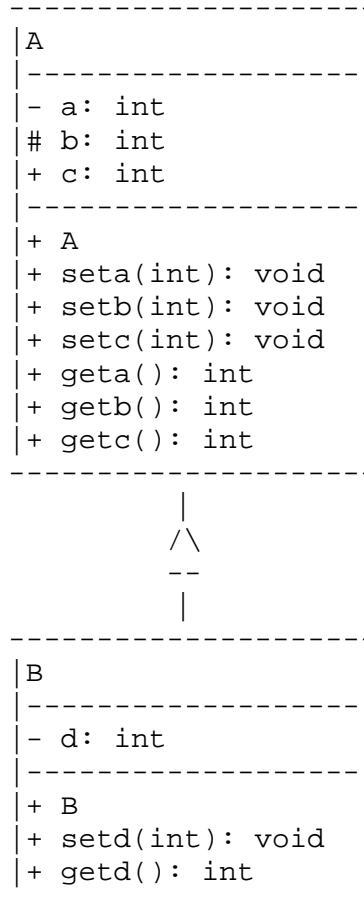 A
- a: int
# b: int
+ c: int
+ A
+ seta(int): void
+ setb(int): void
+ setc(int): void
+ geta(): int
+ getb(): int
+ getc(): int
B
- d: int
+ B
+ setd(int): void
+ getd(): int